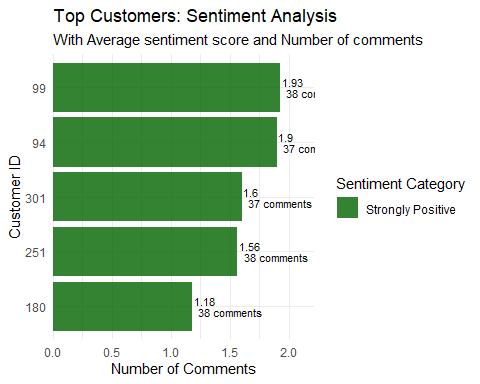 Top Customers: Sentiment Analysis
With Average sentiment score and Number of comments
Customer ID
99
1.93
38 com
94
1.9
37 com
301
1.6
37 comments
251
1.56
38 comments
180
1.18
38 comments
0.0 0.5 1.0 1.5 2.0
Number of Comments
Sentiment Category
Strongly Positive